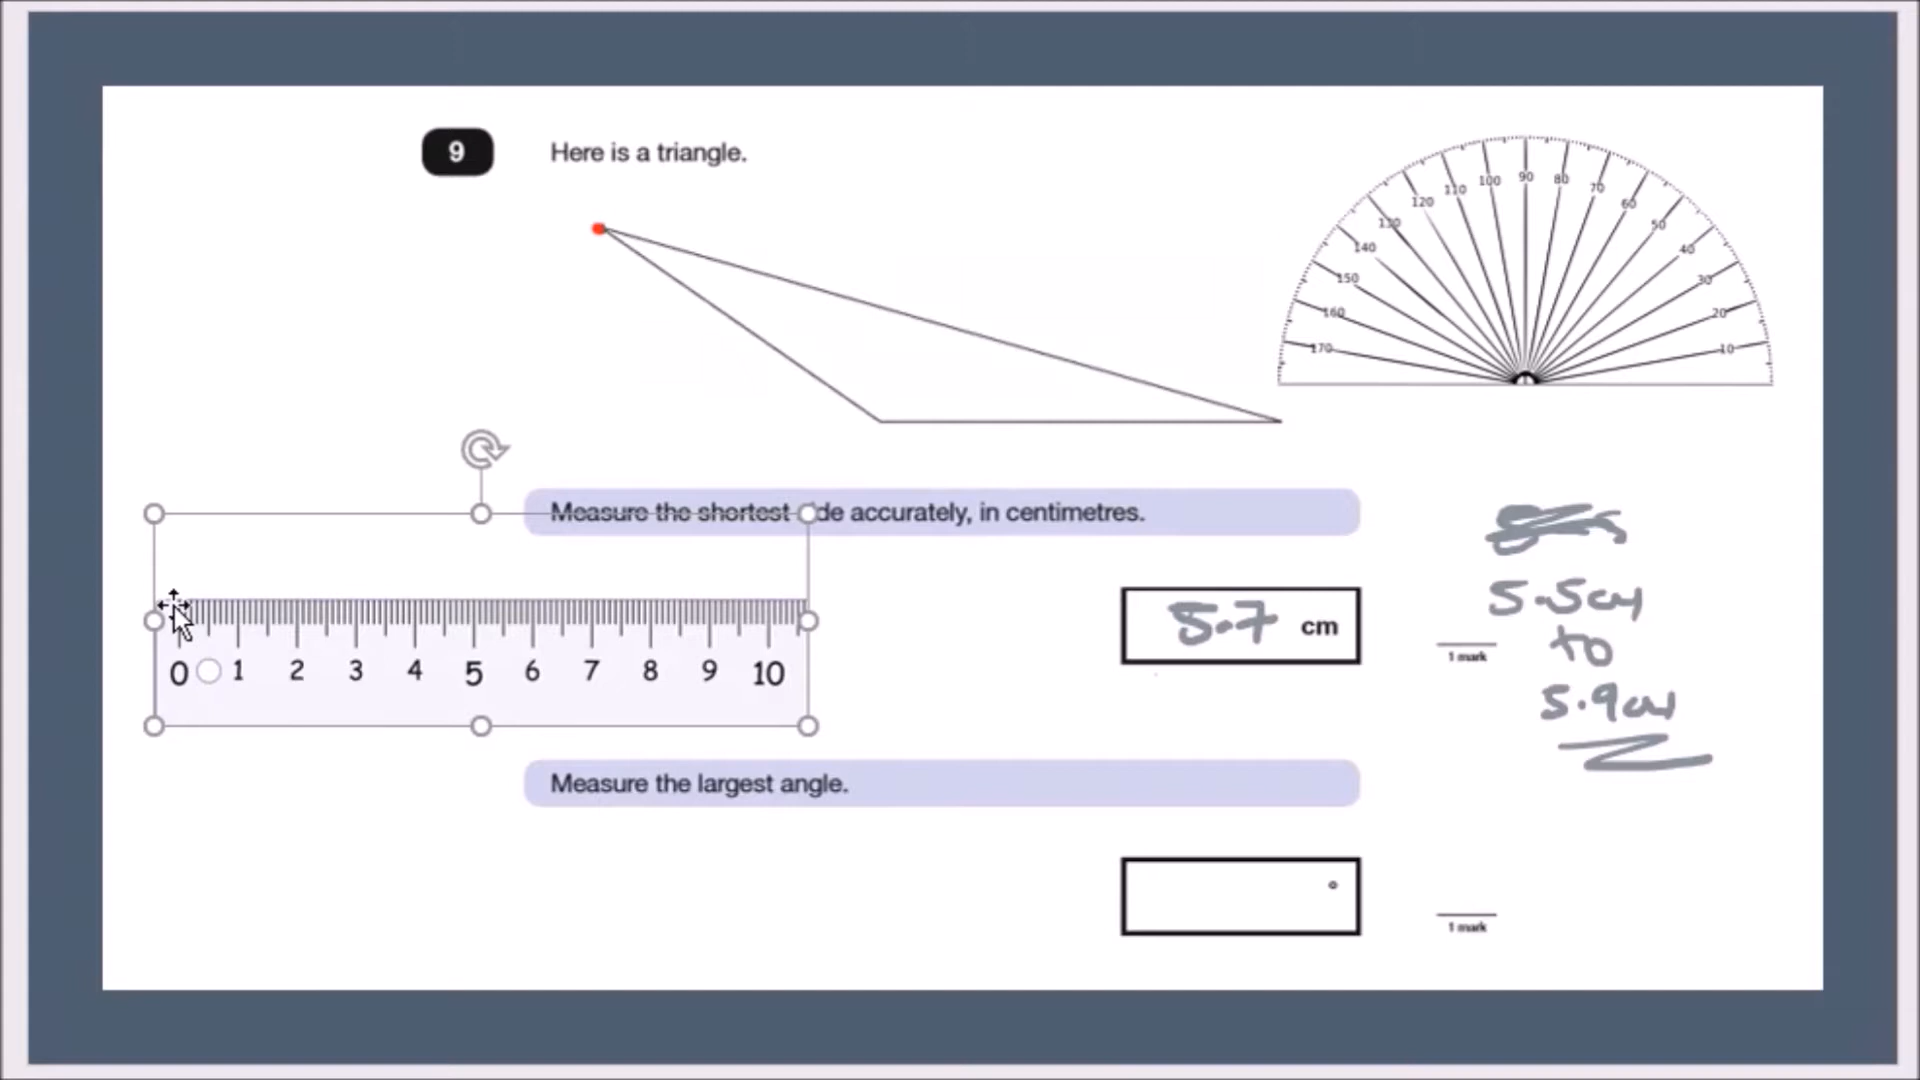 9
Here is a triangle.
170 160 150 140 130 120 110 100 90 80 70 60 50 40 30 20 10
Measure the shortest side accurately, in centimetres.
5.5cm
5.7 cm
1 mark
to
0 1 2 3 4 5 6 7 8 9 10
5.9cm
Measure the largest angle.
°
1 mark